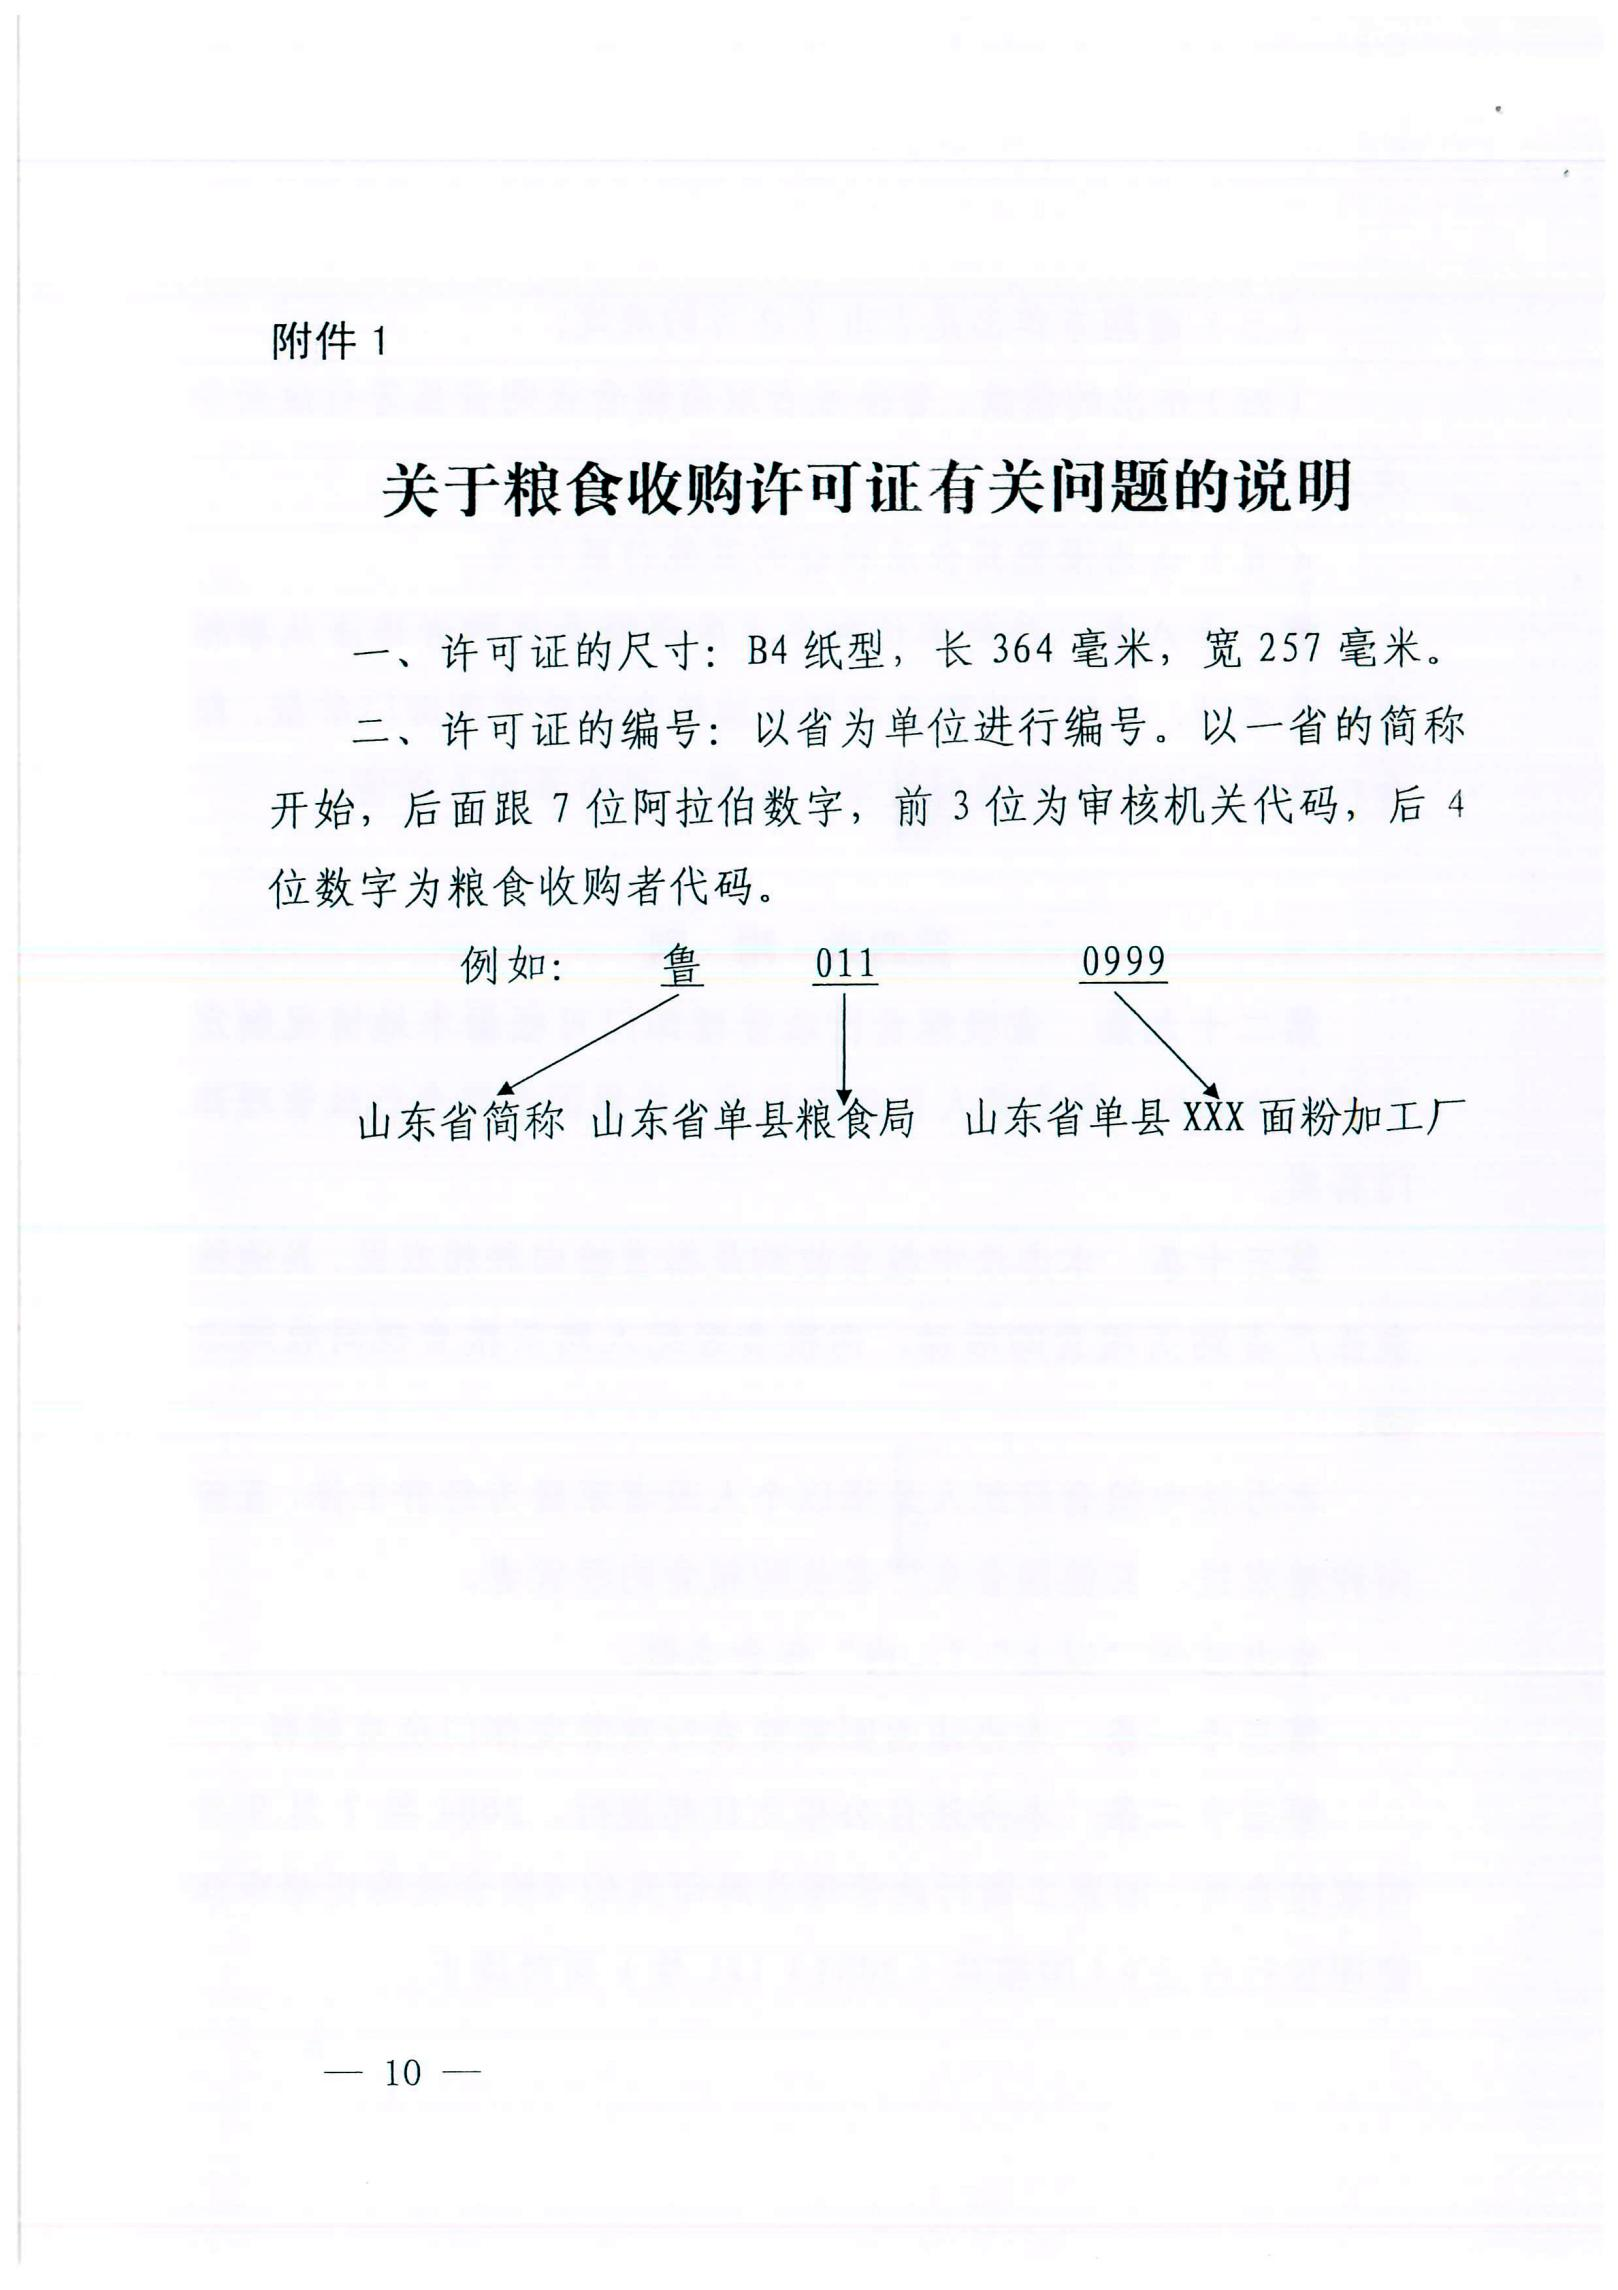 附件 1
关于粮食收购许可证有关问题的说明
一、许可证的尺寸：B4 纸型，长 364 毫米，宽 257 毫米。
二、许可证的编号：以省为单位进行编号。以一省的简称
开始，后面跟 7 位阿拉伯数字，前 3 位为审核机关代码，后 4
位数字为粮食收购者代码。
例如： 鲁 011 0999
山东省简称 山东省单县粮食局 山东省单县 XXX 面粉加工厂
— 10 —